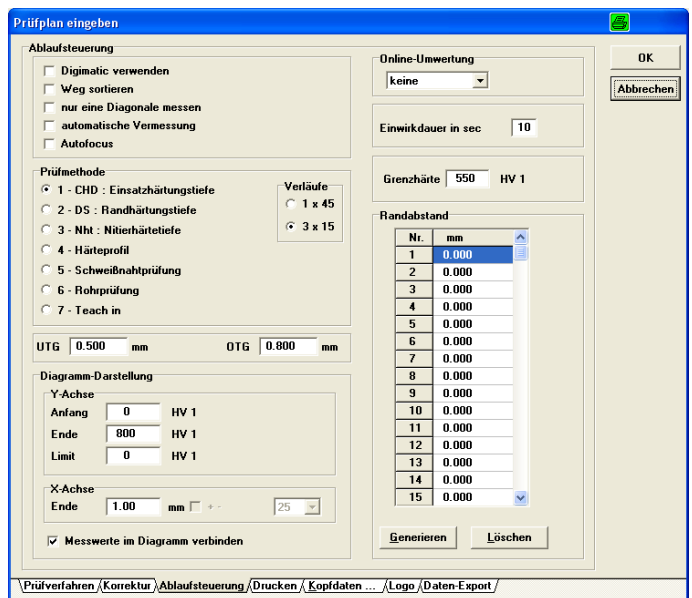 Prüfplan eingeben
Ablaufsteuerung
Digimatic verwenden
Weg sortieren
nur eine Diagonale messen
automatische Vermessung
Autofocus
Prüfmethode
1 - CHD : Einsatzhärtungstiefe
2 - DS : Randhärtungstiefe
3 - Nht : Nitierhärtetiefe
4 - Härteprofil
5 - Schweißnahtprüfung
6 - Rohrprüfung
7 - Teach in
Verläufe
1 x 45
3 x 15
UTG 0.500 mm OTG 0.800 mm
Diagramm-Darstellung
Y-Achse
Anfang 0 HV 1
Ende 800 HV 1
Limit 0 HV 1
X-Achse
Ende 1.00 mm + - 25
Messwerte im Diagramm verbinden
Online-Umwertung
keine
Einwirkdauer in sec 10
Grenzhärte 550 HV 1
Randabstand
Nr. mm
1 0.000
2 0.000
3 0.000
4 0.000
5 0.000
6 0.000
7 0.000
8 0.000
9 0.000
10 0.000
11 0.000
12 0.000
13 0.000
14 0.000
15 0.000
Generieren Löschen
OK
Abbrechen
Prüfverfahren Korrektur Ablaufsteuerung Drucken Kopfdaten ... Logo Daten-Export